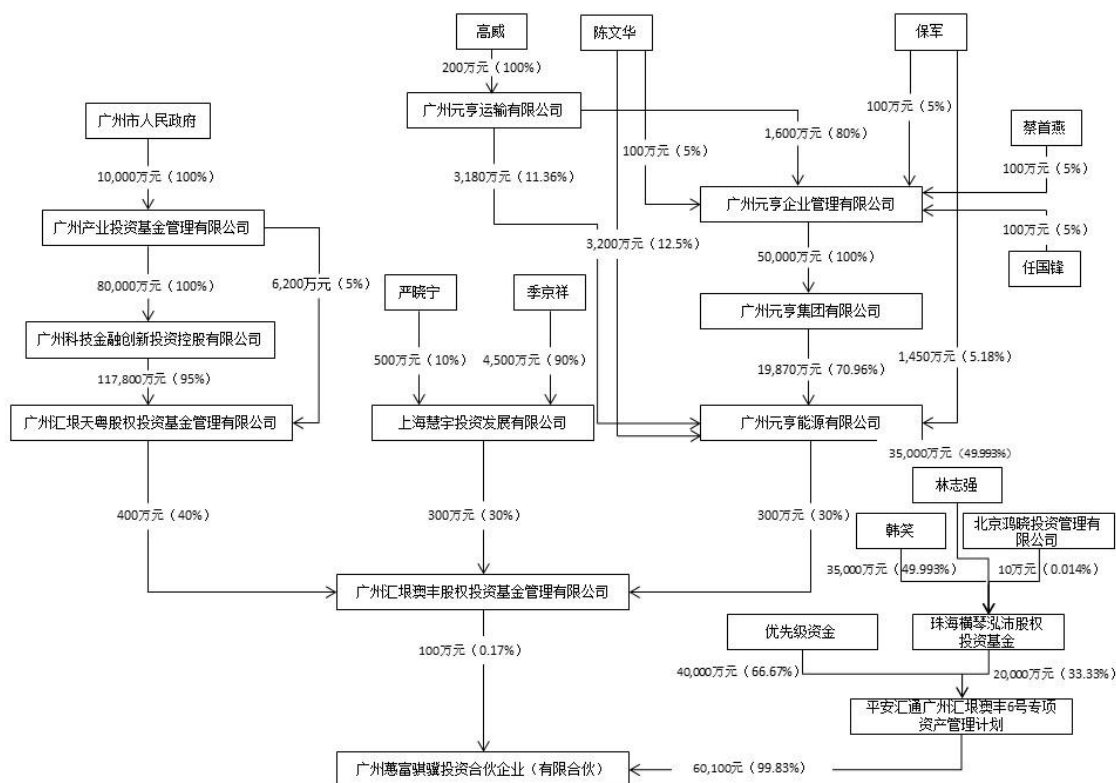 高威
陈文华
保军
200万元（100%）
广州市人民政府
广州元亨运输有限公司
100万元（5%）
蔡首燕
1,600万元（80%）
100万元（5%）
10,000万元（100%）
3,180万元（11.36%）
100万元（5%）
广州元亨企业管理有限公司
广州产业投资基金管理有限公司
100万元（5%）
3,200万元（12.5%）
50,000万元（100%）
任国锋
80,000万元（100%）
6,200万元（5%）
严晓宁
季京祥
广州元亨集团有限公司
广州科技金融创新投资控股有限公司
500万元（10%）
4,500万元（90%）
19,870万元（70.96%）
1,450万元（5.18%）
117,800万元（95%）
广州汇垠天粤股权投资基金管理有限公司
上海慧宇投资发展有限公司
广州元亨能源有限公司
35,000万元（49.993%）
林志强
400万元（40%）
300万元（30%）
300万元（30%）
韩笑
北京鸿晓投资管理有
限公司
35,000万元（49.993%）
10万元（0.014%）
广州汇垠澳丰股权投资基金管理有限公司
优先级资金
珠海横琴泓沛股权
投资基金
100万元（0.17%）
40,000万元（66.67%）
20,000万元（33.33%）
平安汇通广州汇垠澳丰6号专项
资产管理计划
广州蕙富骐骥投资合伙企业（有限合伙）
60,100万元（99.83%）